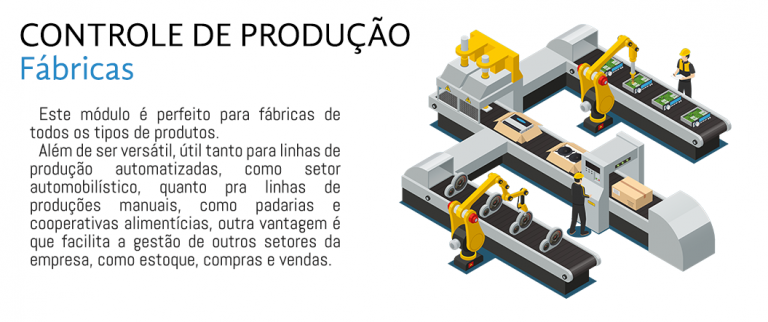 CONTROLE DE PRODUÇÃO
Fábricas
Este módulo é perfeito para fábricas de
todos os tipos de produtos.
Além de ser versátil, útil tanto para linhas de
produção automatizadas, como setor
automobilístico, quanto pra linhas de
produções manuais, como padarias e
cooperativas alimentícias, outra vantagem é
que facilita a gestão de outros setores da
empresa, como estoque, compras e vendas.